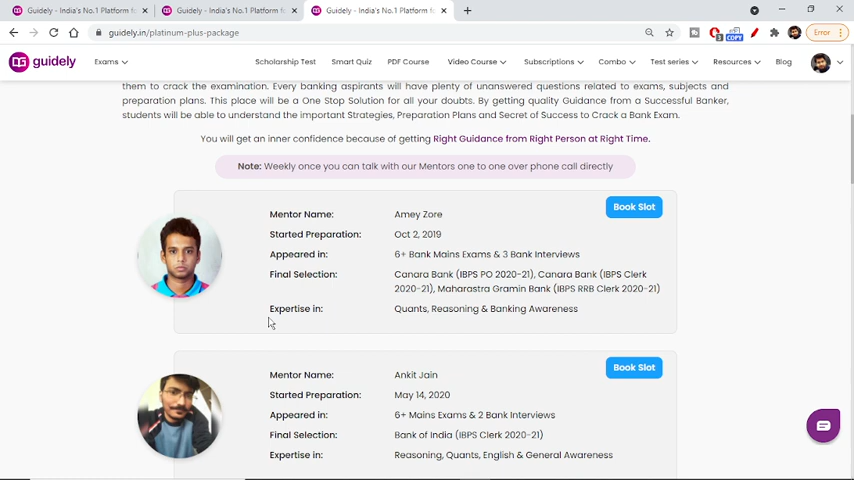 Guidely - India's No.1 Platform for
Guidely - India's No.1 Platform for
Guidely - India's No.1 Platform for
guidely.in/platinum-plus-package
3
COPY
Error
guidely
Exams
Scholarship Test
Smart Quiz
PDF Course
Video Course
Subscriptions
Combo
Test series
Resources
Blog
them to crack the examination. Every banking aspirants will have plenty of unanswered questions related to exams, subjects and
preparation plans. This place will be a One Stop Solution for all your doubts. By getting quality Guidance from a Successful Banker,
students will be able to understand the important Strategies, Preparation Plans and Secret of Success to Crack a Bank Exam.
You will get an inner confidence because of getting Right Guidance from Right Person at Right Time.
Note: Weekly once you can talk with our Mentors one to one over phone call directly
Book Slot
Mentor Name: Amey Zore
Started Preparation: Oct 2, 2019
Appeared in: 6+ Bank Mains Exams & 3 Bank Interviews
Final Selection: Canara Bank (IBPS PO 2020-21), Canara Bank (IBPS Clerk
2020-21), Maharastra Gramin Bank (IBPS RRB Clerk 2020-21)
Expertise in: Quants, Reasoning & Banking Awareness
Book Slot
Mentor Name: Ankit Jain
Started Preparation: May 14, 2020
Appeared in: 6+ Mains Exams & 2 Bank Interviews
Final Selection: Bank of India (IBPS Clerk 2020-21)
Expertise in: Reasoning, Quants, English & General Awareness